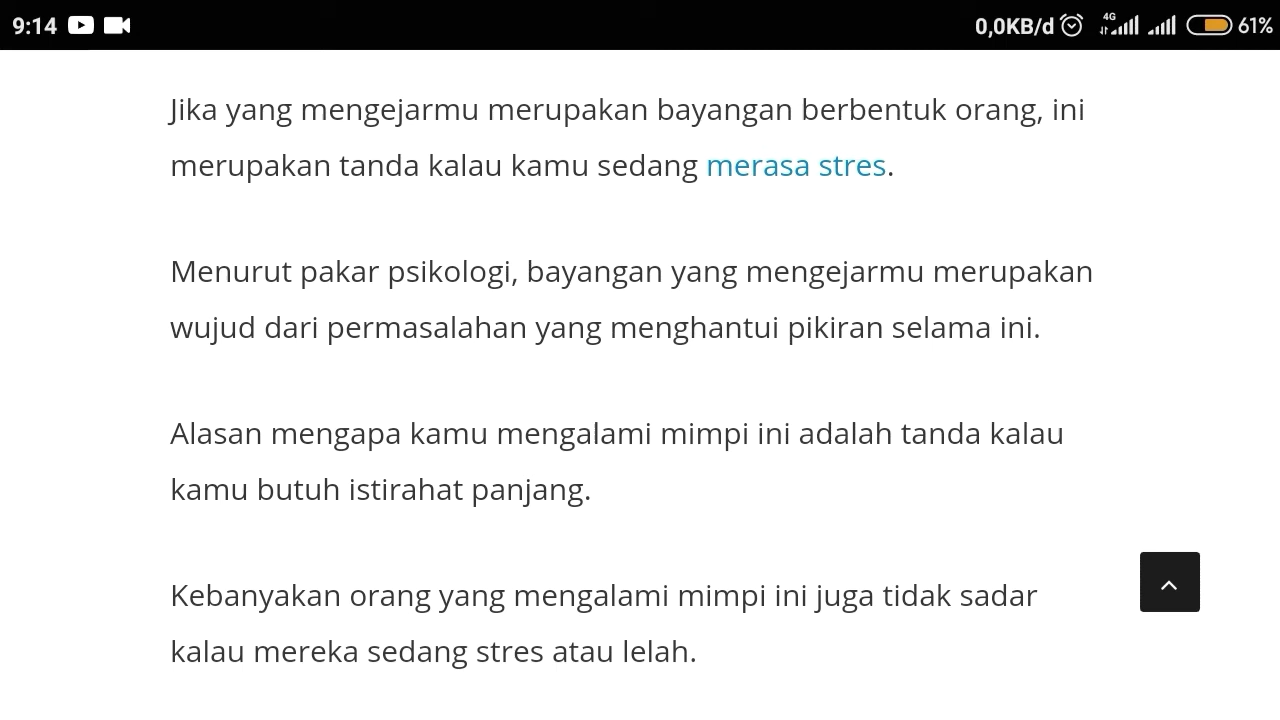 9:14 0,0KB/d 4G 61%
Jika yang mengejarmu merupakan bayangan berbentuk orang, ini
merupakan tanda kalau kamu sedang merasa stres.
Menurut pakar psikologi, bayangan yang mengejarmu merupakan
wujud dari permasalahan yang menghantui pikiran selama ini.
Alasan mengapa kamu mengalami mimpi ini adalah tanda kalau
kamu butuh istirahat panjang.
Kebanyakan orang yang mengalami mimpi ini juga tidak sadar
kalau mereka sedang stres atau lelah.